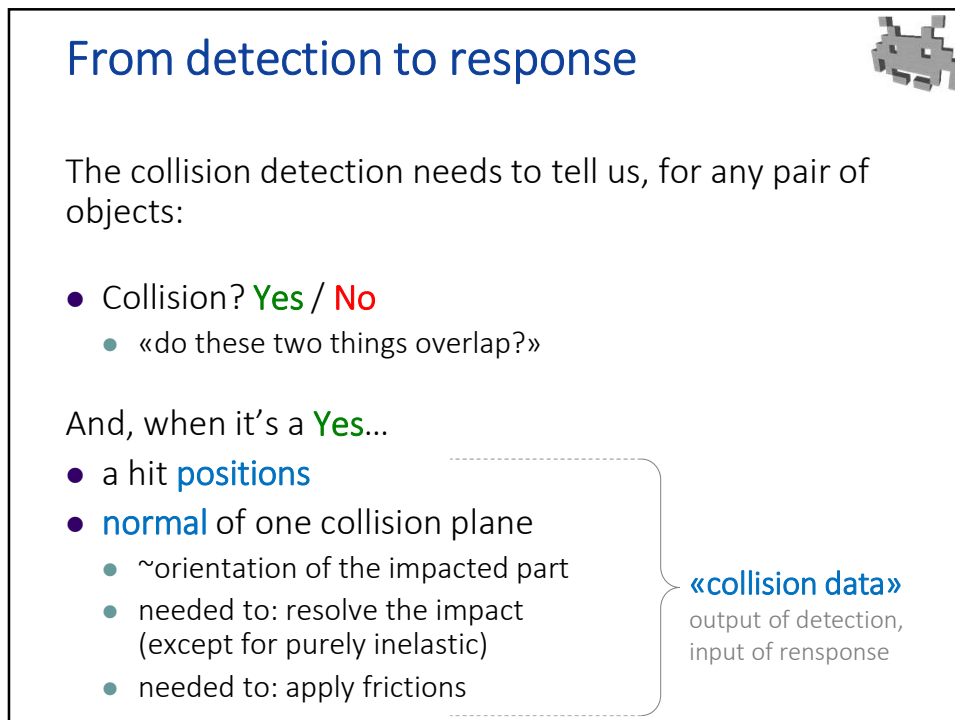 From detection to response
The collision detection needs to tell us, for any pair of
objects:
● Collision? Yes / No
● «do these two things overlap?»
And, when it's a Yes…
● a hit positions
● normal of one collision plane
● ~orientation of the impacted part
● needed to: resolve the impact
(except for purely inelastic)
● needed to: apply frictions
«collision data»
output of detection,
input of rensponse